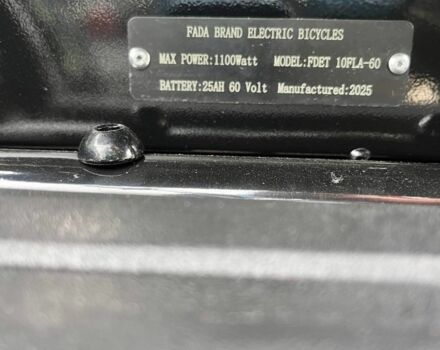 FADA BRAND ELECTRIC BICYCLES
MAX POWER:1100Watt MODEL:FDET 10FLA-60
BATTERY:25AH 60 Volt Manufactured:2025